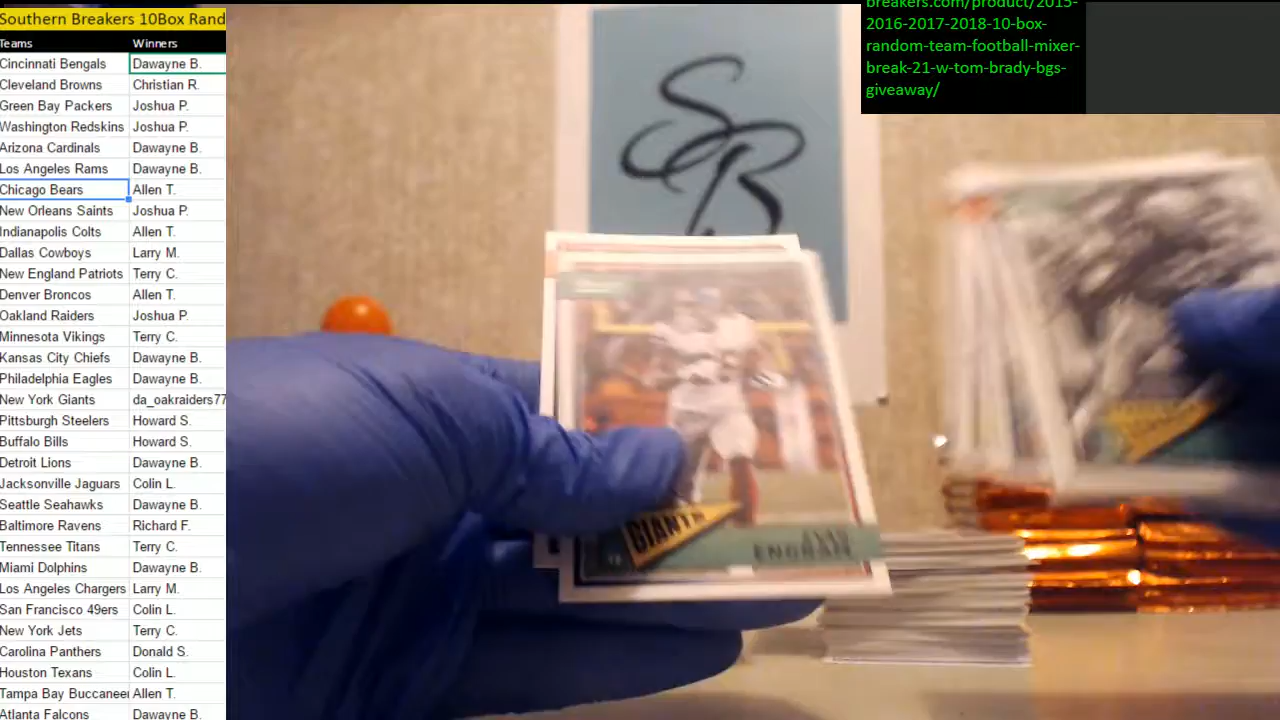 Southern Breakers 10Box Rand
Teams Winners
Cincinnati Bengals Dawayne B.
Cleveland Browns Christian R.
Green Bay Packers Joshua P.
Washington Redskins Joshua P.
Arizona Cardinals Dawayne B.
Los Angeles Rams Dawayne B.
Chicago Bears Allen T.
New Orleans Saints Joshua P.
Indianapolis Colts Allen T.
Dallas Cowboys Larry M.
New England Patriots Terry C.
Denver Broncos Allen T.
Oakland Raiders Joshua P.
Minnesota Vikings Terry C.
Kansas City Chiefs Dawayne B.
Philadelphia Eagles Dawayne B.
New York Giants da_oakraiders77
Pittsburgh Steelers Howard S.
Buffalo Bills Howard S.
Detroit Lions Dawayne B.
Jacksonville Jaguars Colin L.
Seattle Seahawks Dawayne B.
Baltimore Ravens Richard F.
Tennessee Titans Terry C.
Miami Dolphins Dawayne B.
Los Angeles Chargers Larry M.
San Francisco 49ers Colin L.
New York Jets Terry C.
Carolina Panthers Donald S.
Houston Texans Colin L.
Tampa Bay Buccaneer Allen T.
Atlanta Falcons Dawayne B.
breakers.com/product/2015-
2016-2017-2018-10-box-
random-team-football-mixer-
break-21-w-tom-brady-bgs-
giveaway/
SB
GIANTS
EVAN
ENGRAM